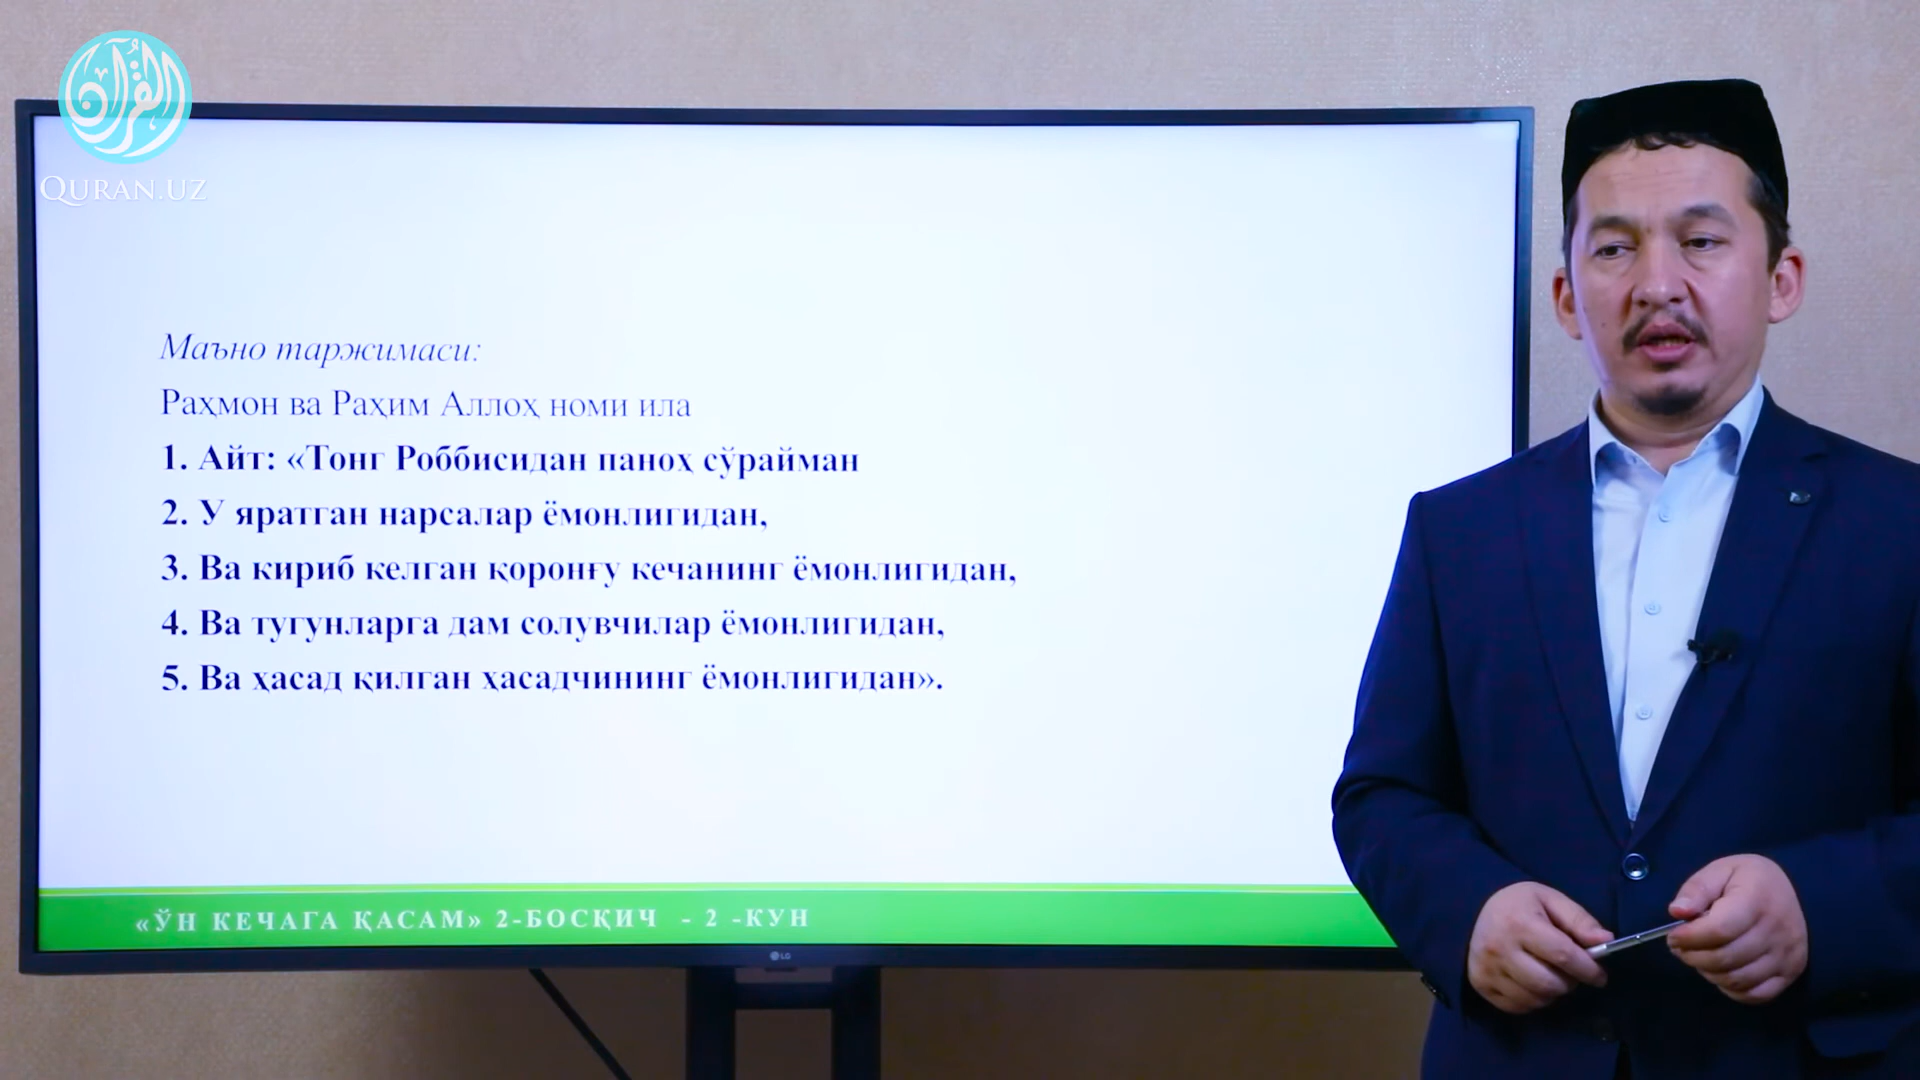 القرآن
QURAN.UZ
Маъно таржимаси:
Раҳмон ва Раҳим Аллоҳ номи ила
1. Айт: «Тонг Роббисидан паноҳ сўрайман
2. У яратган нарсалар ёмонлигидан,
3. Ва кириб келган қоронғу кечанинг ёмонлигидан,
4. Ва тугунларга дам солувчилар ёмонлигидан,
5. Ва ҳасад қилган ҳасадчининг ёмонлигидан».
«ЎН КЕЧАГА ҚАСАМ» 2-БОСҚИЧ - 2 -КУН
LG